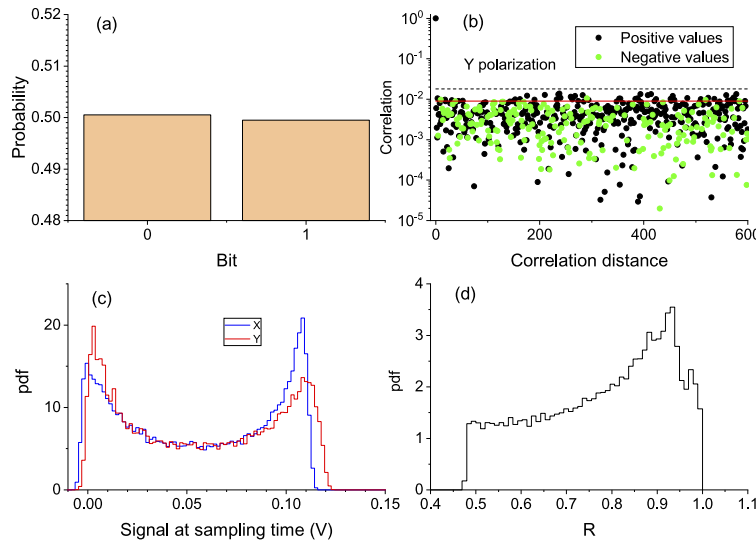 (a)
0.52
0.51
0.50
0.49
0.48
Probability
0
1
Bit
(b)
Positive values
Negative values
Y polarization
10^0
10^-1
10^-2
10^-3
10^-4
10^-5
Correlation
0
200
400
600
Correlation distance
(c)
X
Y
20
10
0
pdf
0.00
0.05
0.10
0.15
Signal at sampling time (V)
(d)
4
3
2
1
0
pdf
0.4
0.5
0.6
0.7
0.8
0.9
1.0
1.1
R